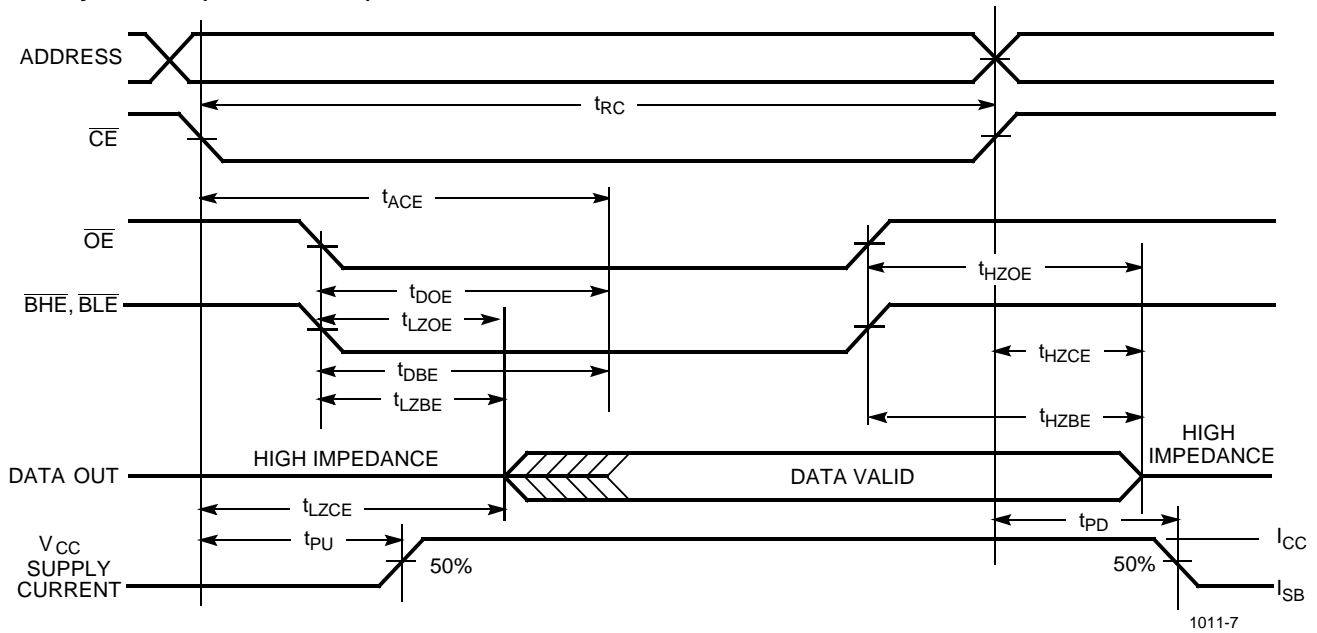 ADDRESS
tRC
CE
tACE
OE
tHZOE
tDOE
BHE, BLE
tLZOE
tHZCE
tDBE
tLZBE
tHZBE
HIGH
IMPEDANCE
HIGH IMPEDANCE
DATA OUT
DATA VALID
tLZCE
tPD
tPU
VCC
SUPPLY
CURRENT
50%
50%
ICC
ISB
1011-7